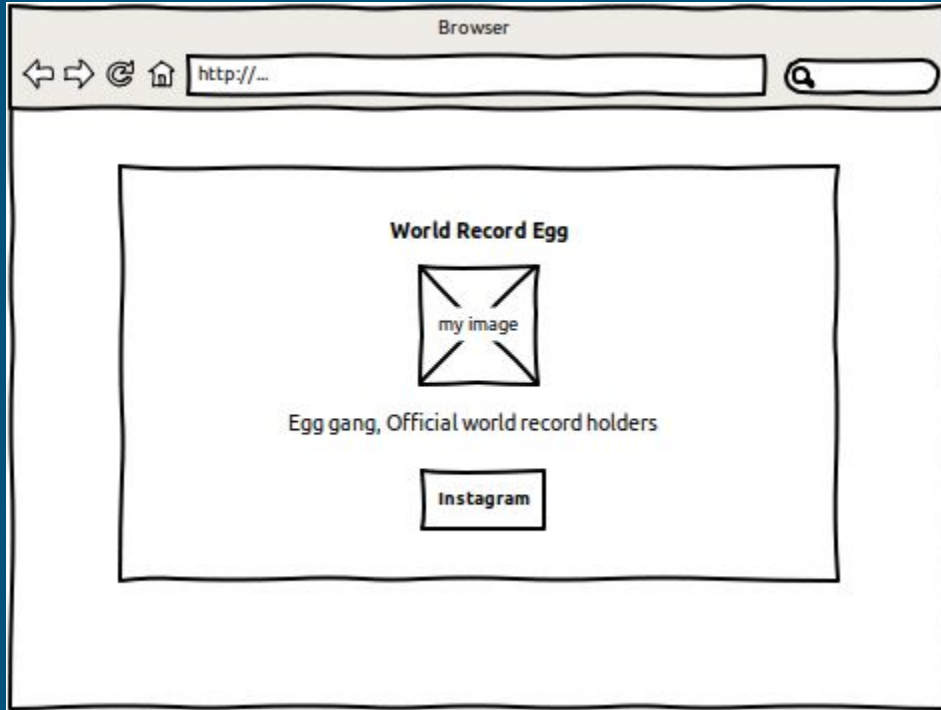 Browser
http://...
World Record Egg
my image
Egg gang, Official world record holders
Instagram